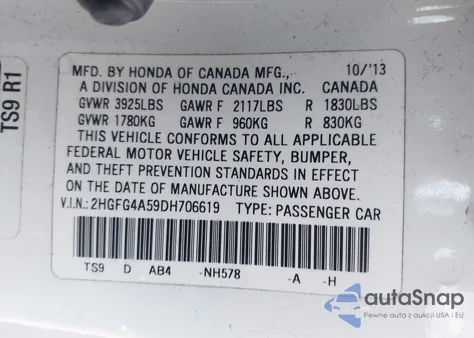 TS9 R1
MFD. BY HONDA OF CANADA MFG., 10/'13
A DIVISION OF HONDA CANADA INC. CANADA
GVWR 3925LBS GAWR F 2117LBS R 1830LBS
GVWR 1780KG GAWR F 960KG R 830KG
THIS VEHICLE CONFORMS TO ALL APPLICABLE
FEDERAL MOTOR VEHICLE SAFETY, BUMPER,
AND THEFT PREVENTION STANDARDS IN EFFECT
ON THE DATE OF MANUFACTURE SHOWN ABOVE.
V.I.N.: 2HGFG4A59DH706619 TYPE: PASSENGER CAR
TS9 D AB4 -NH578 -A -H
autoSnap
Pewne auta z aukcji USA i EU